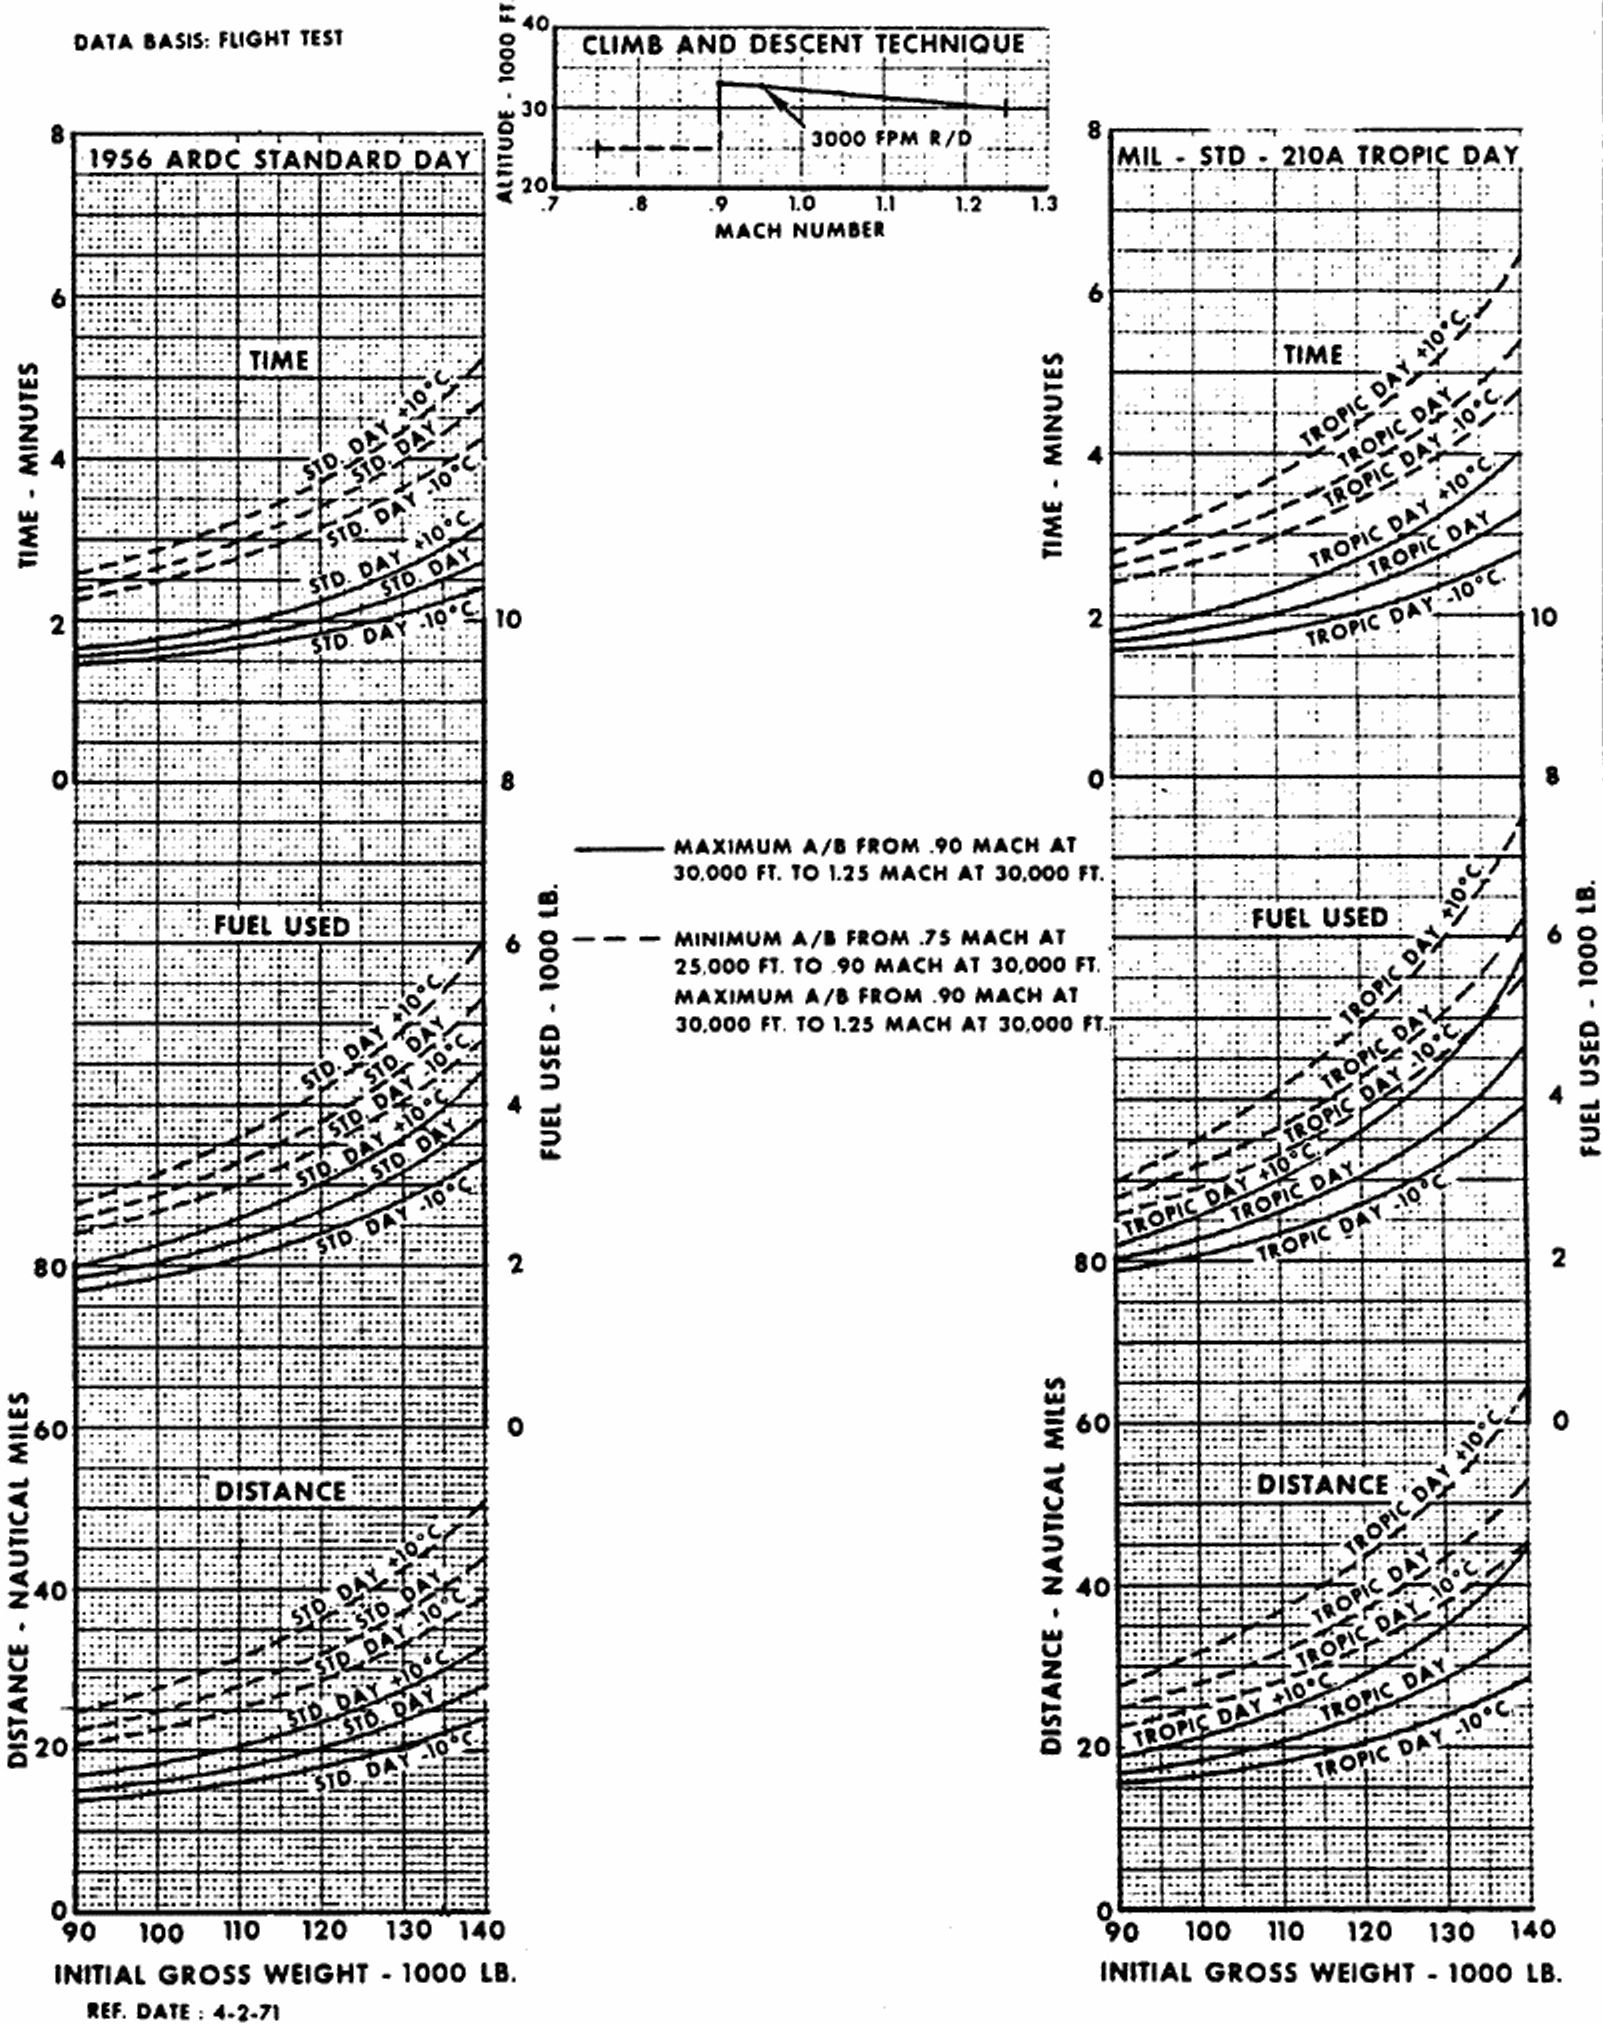 DATA BASIS: FLIGHT TEST
CLIMB AND DESCENT TECHNIQUE
ALTITUDE - 1000 FT.
40
30
20
3000 FPM R/D
.7 .8 .9 1.0 1.1 1.2 1.3
MACH NUMBER
1956 ARDC STANDARD DAY
TIME - MINUTES
8
6
4
2
0
TIME
STD. DAY +10°C
STD. DAY
STD. DAY -10°C
STD. DAY +10°C
STD. DAY
STD. DAY -10°C
FUEL USED - 1000 LB.
10
8
6
4
2
0
FUEL USED
STD. DAY +10°C
STD. DAY
STD. DAY -10°C
STD. DAY +10°C
STD. DAY
STD. DAY -10°C
DISTANCE - NAUTICAL MILES
80
60
40
20
0
DISTANCE
STD. DAY +10°C
STD. DAY
STD. DAY -10°C
STD. DAY +10°C
STD. DAY
STD. DAY -10°C
90 100 110 120 130 140
INITIAL GROSS WEIGHT - 1000 LB.
REF. DATE : 4-2-71
MAXIMUM A/B FROM .90 MACH AT
30,000 FT. TO 1.25 MACH AT 30,000 FT.
MINIMUM A/B FROM .75 MACH AT
25,000 FT. TO .90 MACH AT 30,000 FT.
MAXIMUM A/B FROM .90 MACH AT
30,000 FT. TO 1.25 MACH AT 30,000 FT.
MIL - STD - 210A TROPIC DAY
TIME - MINUTES
8
6
4
2
0
TIME
TROPIC DAY +10°C.
TROPIC DAY
TROPIC DAY -10°C.
TROPIC DAY +10°C.
TROPIC DAY
TROPIC DAY -10°C.
FUEL USED - 1000 LB.
10
8
6
4
2
0
FUEL USED
TROPIC DAY +10°C.
TROPIC DAY
TROPIC DAY -10°C.
TROPIC DAY +10°C.
TROPIC DAY
TROPIC DAY -10°C.
DISTANCE - NAUTICAL MILES
80
60
40
20
0
DISTANCE
TROPIC DAY +10°C.
TROPIC DAY
TROPIC DAY -10°C.
TROPIC DAY +10°C.
TROPIC DAY
TROPIC DAY -10°C.
90 100 110 120 130 140
INITIAL GROSS WEIGHT - 1000 LB.